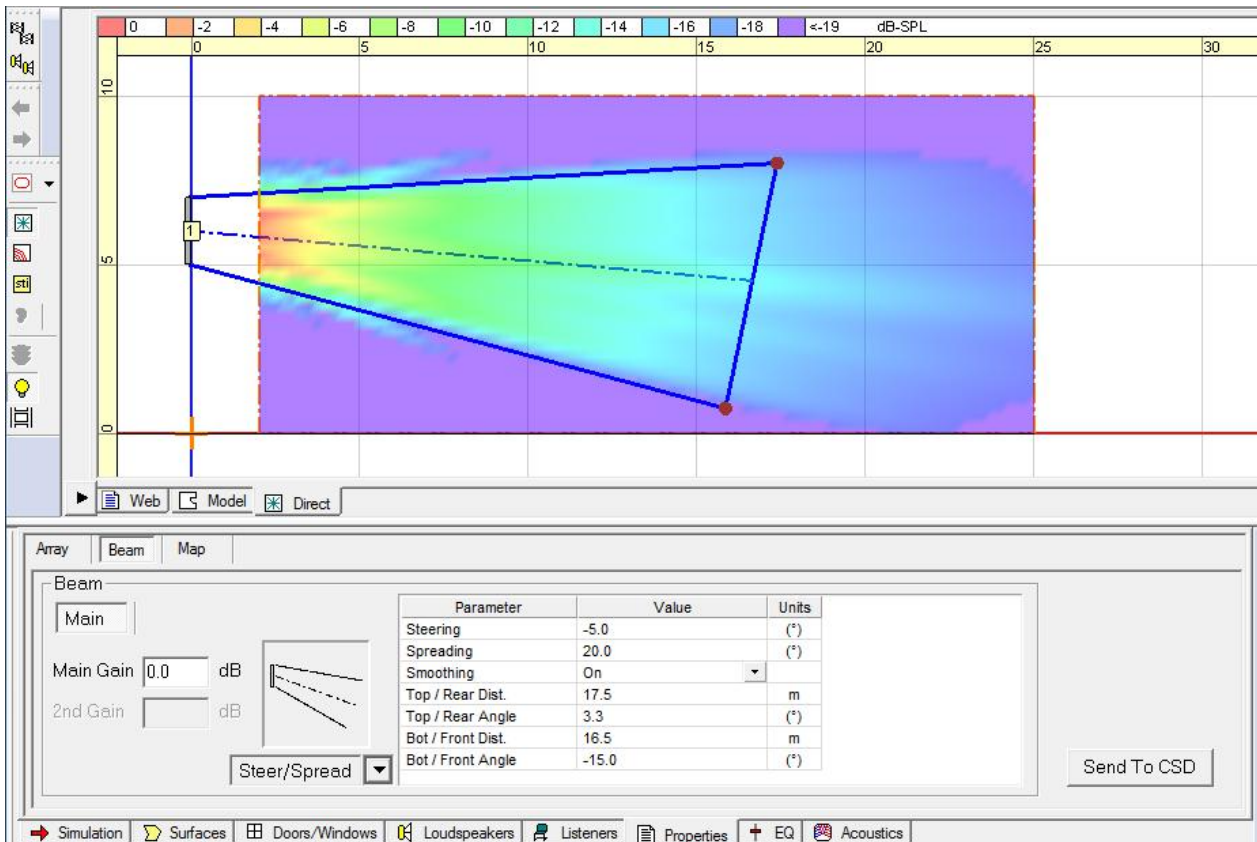 0 -2 -4 -6 -8 -10 -12 -14 -16 -18 <-19 dB-SPL
0 5 10 15 20 25 30
10
5
0
1
sti
Web Model Direct
Array Beam Map
Beam
Main
Main Gain 0.0 dB
2nd Gain dB
Steer/Spread
Parameter Value Units
Steering -5.0 (°)
Spreading 20.0 (°)
Smoothing On
Top / Rear Dist. 17.5 m
Top / Rear Angle 3.3 (°)
Bot / Front Dist. 16.5 m
Bot / Front Angle -15.0 (°)
Send To CSD
Simulation Surfaces Doors/Windows Loudspeakers Listeners Properties EQ Acoustics